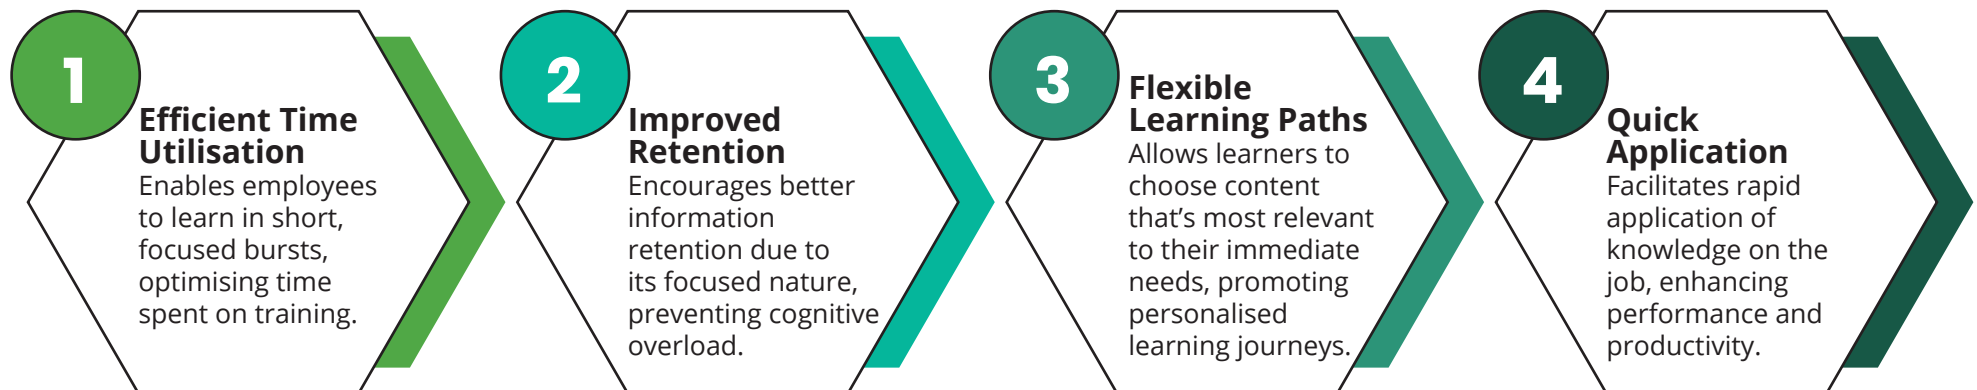 1
Efficient Time
Utilisation
Enables employees
to learn in short,
focused bursts,
optimising time
spent on training.
2
Improved
Retention
Encourages better
information
retention due to
its focused nature,
preventing cognitive
overload.
3
Flexible
Learning Paths
Allows learners to
choose content
that’s most relevant
to their immediate
needs, promoting
personalised
learning journeys.
4
Quick
Application
Facilitates rapid
application of
knowledge on the
job, enhancing
performance and
productivity.